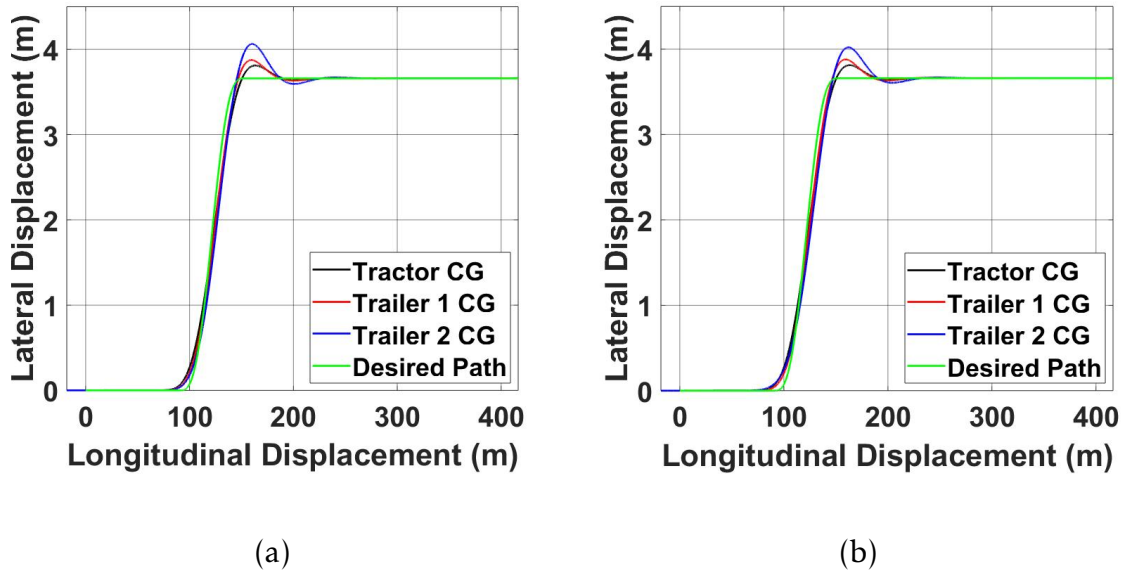 Lateral Displacement (m)
4
3
2
1
0
Tractor CG
Trailer 1 CG
Trailer 2 CG
Desired Path
0 100 200 300 400
Longitudinal Displacement (m)
(a)
Lateral Displacement (m)
4
3
2
1
0
Tractor CG
Trailer 1 CG
Trailer 2 CG
Desired Path
0 100 200 300 400
Longitudinal Displacement (m)
(b)